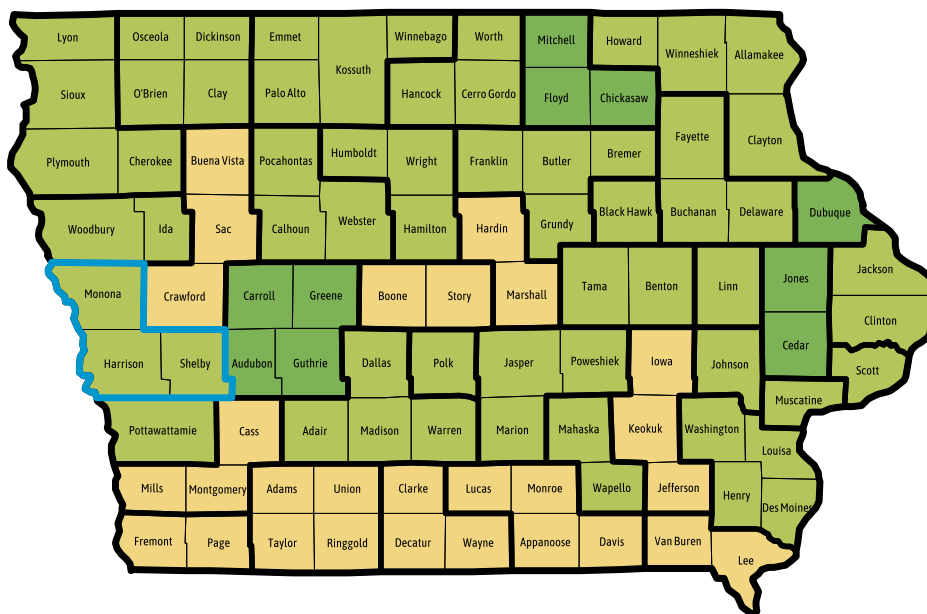 Lyon
Osceola
Dickinson
Emmet
Kossuth
Winnebago
Worth
Mitchell
Howard
Winneshiek
Allamakee
Sioux
O'Brien
Clay
Palo Alto
Hancock
Cerro Gordo
Floyd
Chickasaw
Fayette
Clayton
Plymouth
Cherokee
Buena Vista
Pocahontas
Humboldt
Wright
Franklin
Butler
Bremer
Woodbury
Ida
Sac
Calhoun
Webster
Hamilton
Hardin
Grundy
Black Hawk
Buchanan
Delaware
Dubuque
Monona
Crawford
Carroll
Greene
Boone
Story
Marshall
Tama
Benton
Linn
Jones
Jackson
Clinton
Harrison
Shelby
Audubon
Guthrie
Dallas
Polk
Jasper
Poweshiek
Iowa
Johnson
Cedar
Scott
Muscatine
Pottawattamie
Cass
Adair
Madison
Warren
Marion
Mahaska
Keokuk
Washington
Louisa
Mills
Montgomery
Adams
Union
Clarke
Lucas
Monroe
Wapello
Jefferson
Henry
Des Moines
Fremont
Page
Taylor
Ringgold
Decatur
Wayne
Appanoose
Davis
Van Buren
Lee